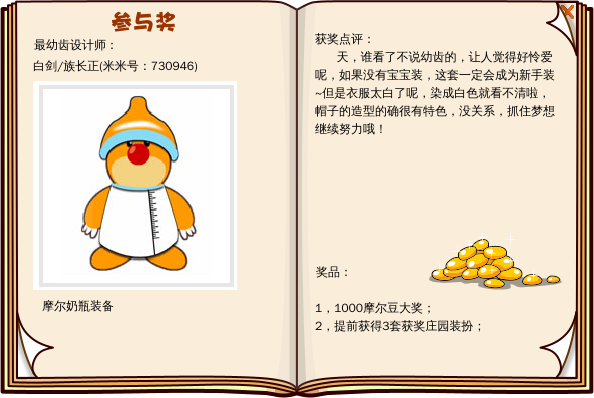 参与奖
最幼齿设计师：
白剑/族长正(米米号：730946)
摩尔奶瓶装备
获奖点评：
天，谁看了不说幼齿的，让人觉得好怜爱
呢，如果没有宝宝装，这套一定会成为新手装
~但是衣服太白了呢，染成白色就看不清啦，
帽子的造型的确很有特色，没关系，抓住梦想
继续努力哦！
奖品：
1，1000摩尔豆大奖；
2，提前获得3套获奖庄园装扮；